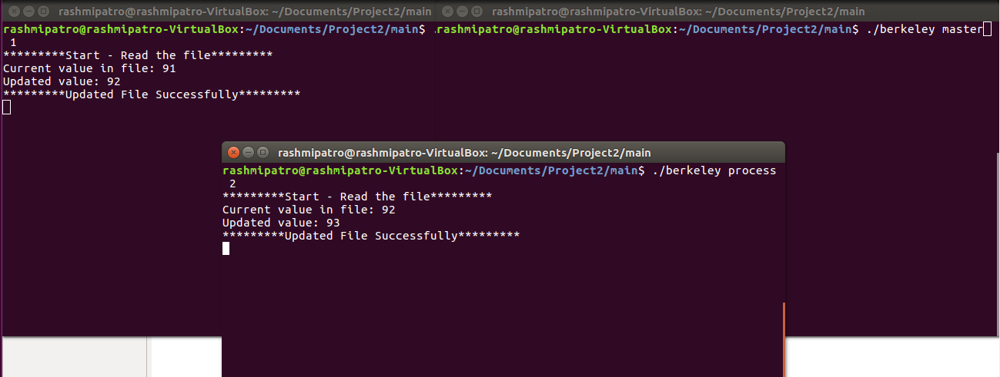 rashmipatro@rashmipatro-VirtualBox: ~/Documents/Project2/main
rashmipatro@rashmipatro-VirtualBox:~/Documents/Project2/main$ .
1
*********Start - Read the file*********
Current value in file: 91
Updated value: 92
*********Updated File Successfully*********
rashmipatro@rashmipatro-VirtualBox: ~/Documents/Project2/main
rashmipatro@rashmipatro-VirtualBox:~/Documents/Project2/main$ ./berkeley master
rashmipatro@rashmipatro-VirtualBox: ~/Documents/Project2/main
rashmipatro@rashmipatro-VirtualBox:~/Documents/Project2/main$ ./berkeley process
2
*********Start - Read the file*********
Current value in file: 92
Updated value: 93
*********Updated File Successfully*********